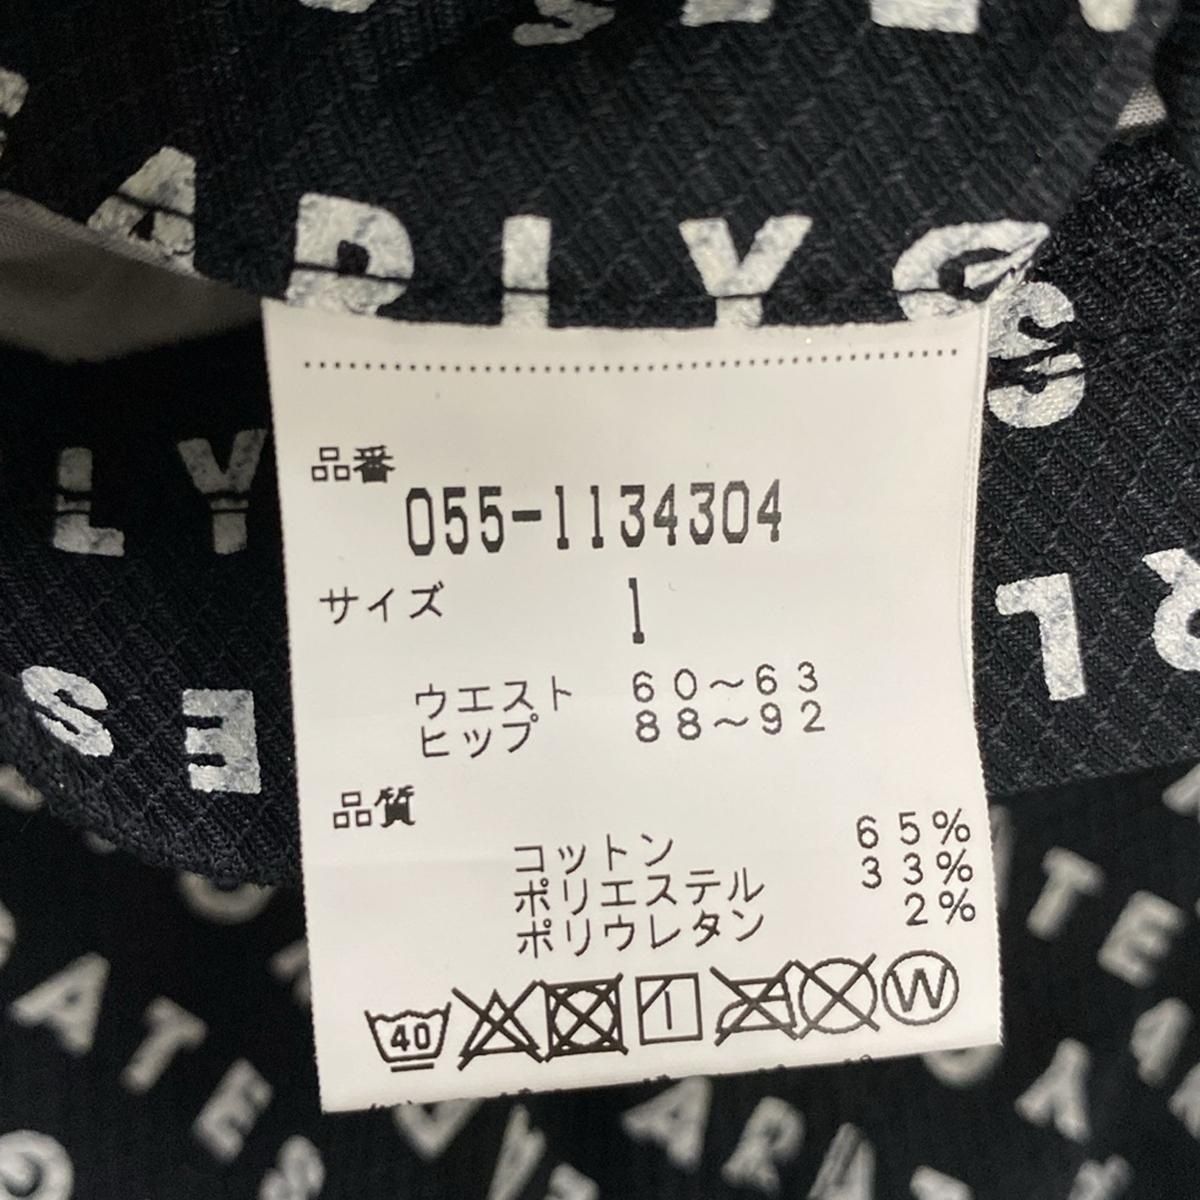 品番
055-1134304
サイズ 1
ウエスト 60〜63
ヒップ 88〜92
品質
コットン 65%
ポリエステル 33%
ポリウレタン 2%
40 W